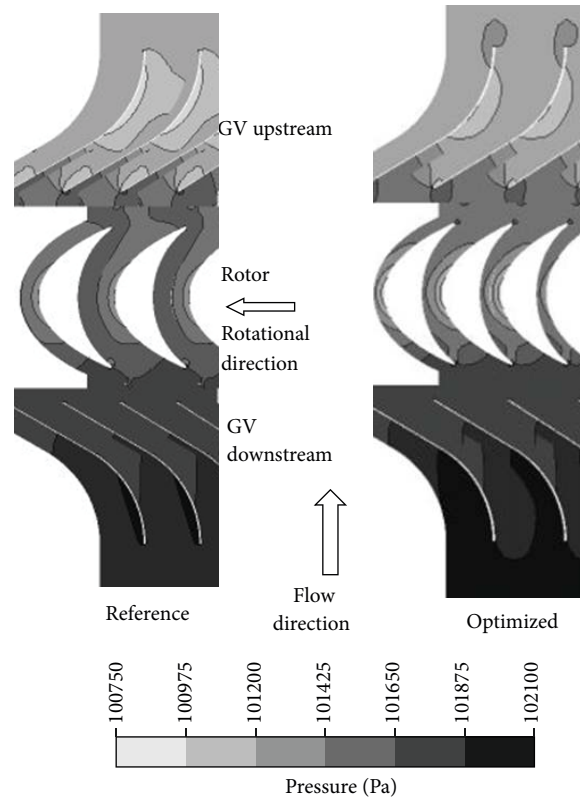 GV upstream
Rotor
Rotational
direction
GV
downstream
Flow
direction
Reference
Optimized
100750
100975
101200
101425
101650
101875
102100
Pressure (Pa)